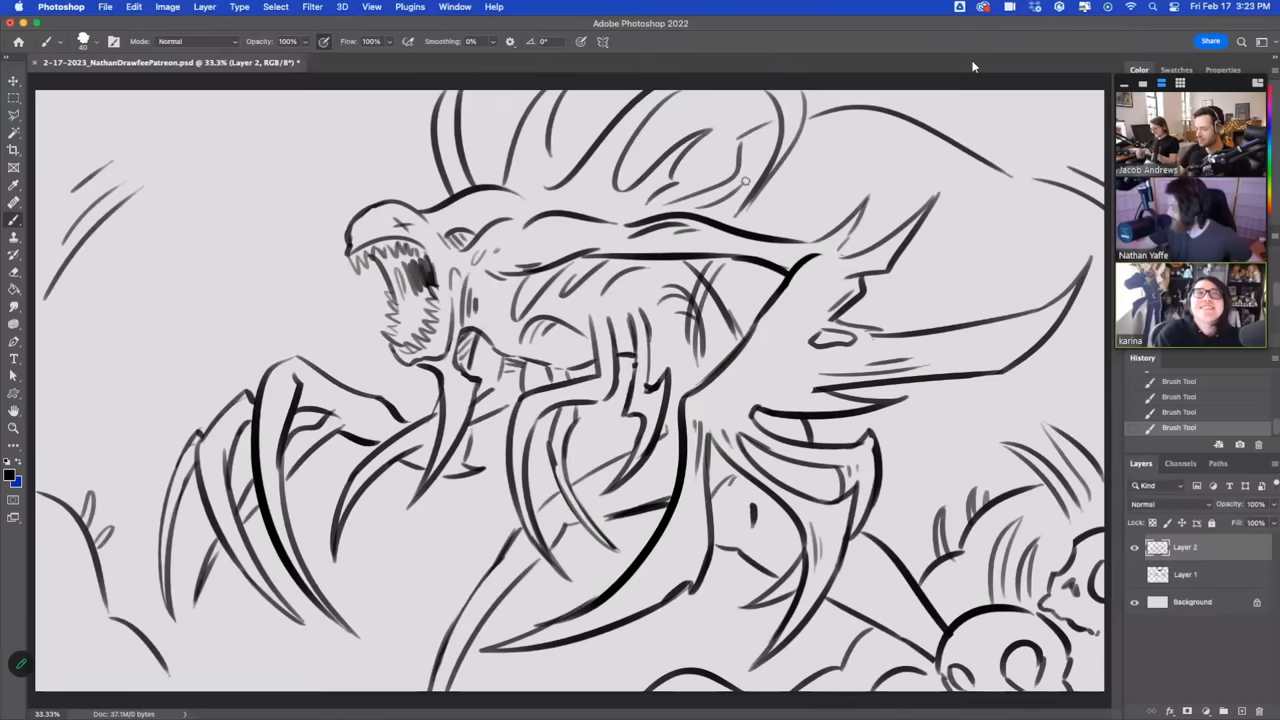 Photoshop File Edit Image Layer Type Select Filter 3D View Plugins Window Help Fri Feb 17 3:23 PM
Adobe Photoshop 2022
40 Mode: Normal Opacity: 100% Flow: 100% Smoothing: 0% 0° Share
2-17-2023_NathanDrawfeePatreon.psd @ 33.3% (Layer 2, RGB/8*) *
Color Swatches Properties
Jacob Andrews
Nathan Yaffe
karina
History
Brush Tool
Brush Tool
Brush Tool
Brush Tool
Layers Channels Paths
Kind
Normal Opacity: 100%
Lock: Fill: 100%
Layer 2
Layer 1
Background
33.33% Doc: 37.1M/0 bytes